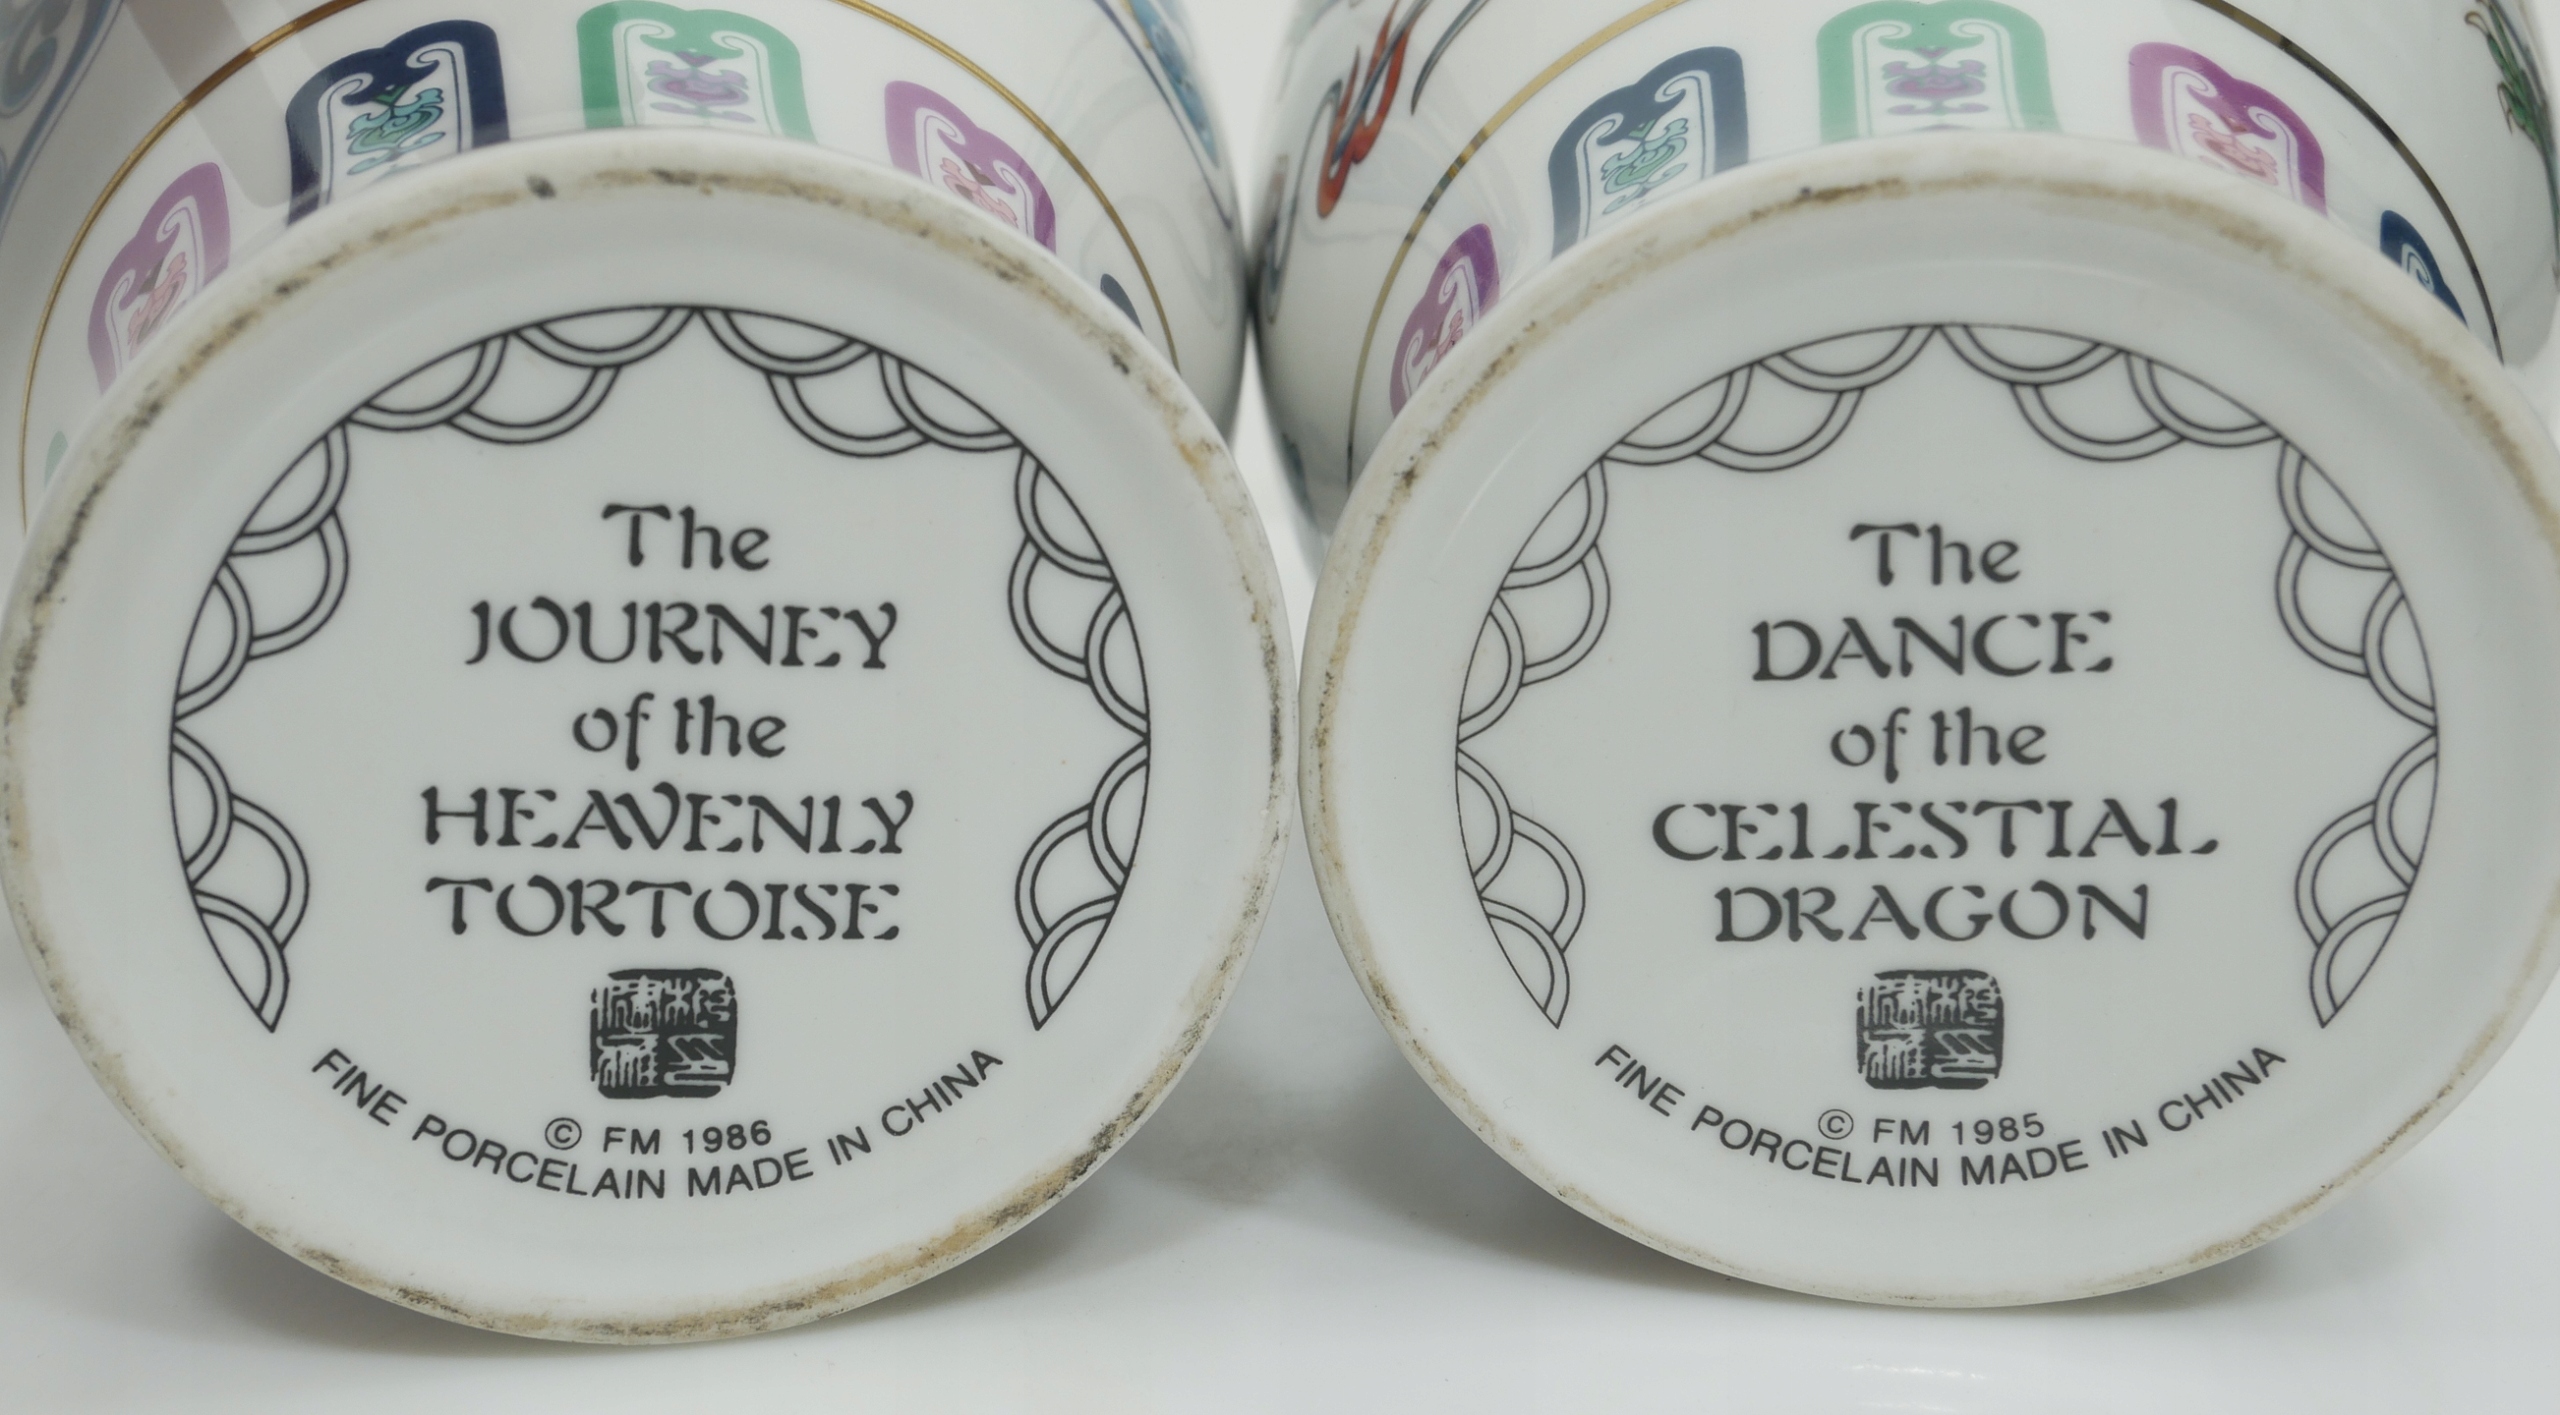 The
JOURNEY
of the
HEAVENLY
TORTOISE
© FM 1986
FINE PORCELAIN MADE IN CHINA
The
DANCE
of the
CELESTIAL
DRAGON
© FM 1985
FINE PORCELAIN MADE IN CHINA